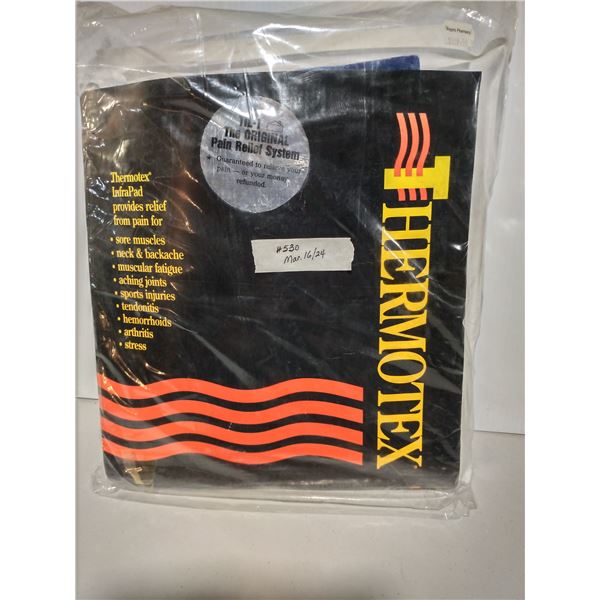 The ORIGINAL
Pain Relief System
Guaranteed to relieve your
pain — or your money
refunded.
Thermotex®
InfraPad
provides relief
from pain for
• sore muscles
• neck & backache
• muscular fatigue
• aching joints
• sports injuries
• tendonitis
• hemorrhoids
• arthritis
• stress
#530
Mar. 16/24
THERMOTEX